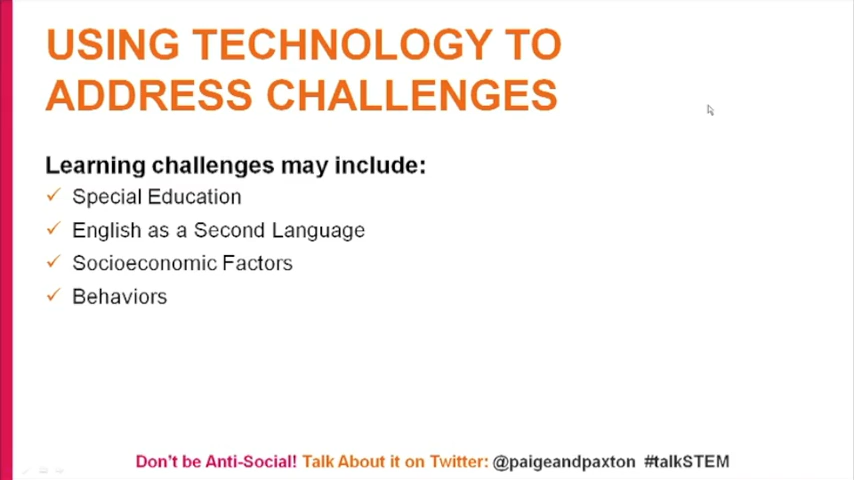 USING TECHNOLOGY TO
ADDRESS CHALLENGES
Learning challenges may include:
✓ Special Education
✓ English as a Second Language
✓ Socioeconomic Factors
✓ Behaviors
Don't be Anti-Social! Talk About it on Twitter: @paigeandpaxton #talkSTEM